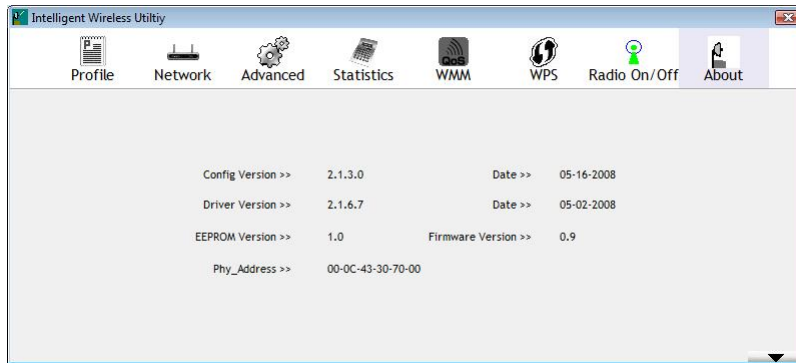 Intelligent Wireless Utiltiy
Profile Network Advanced Statistics QoS WMM WPS Radio On/Off About
Config Version >> 2.1.3.0 Date >> 05-16-2008
Driver Version >> 2.1.6.7 Date >> 05-02-2008
EEPROM Version >> 1.0 Firmware Version >> 0.9
Phy_Address >> 00-0C-43-30-70-00